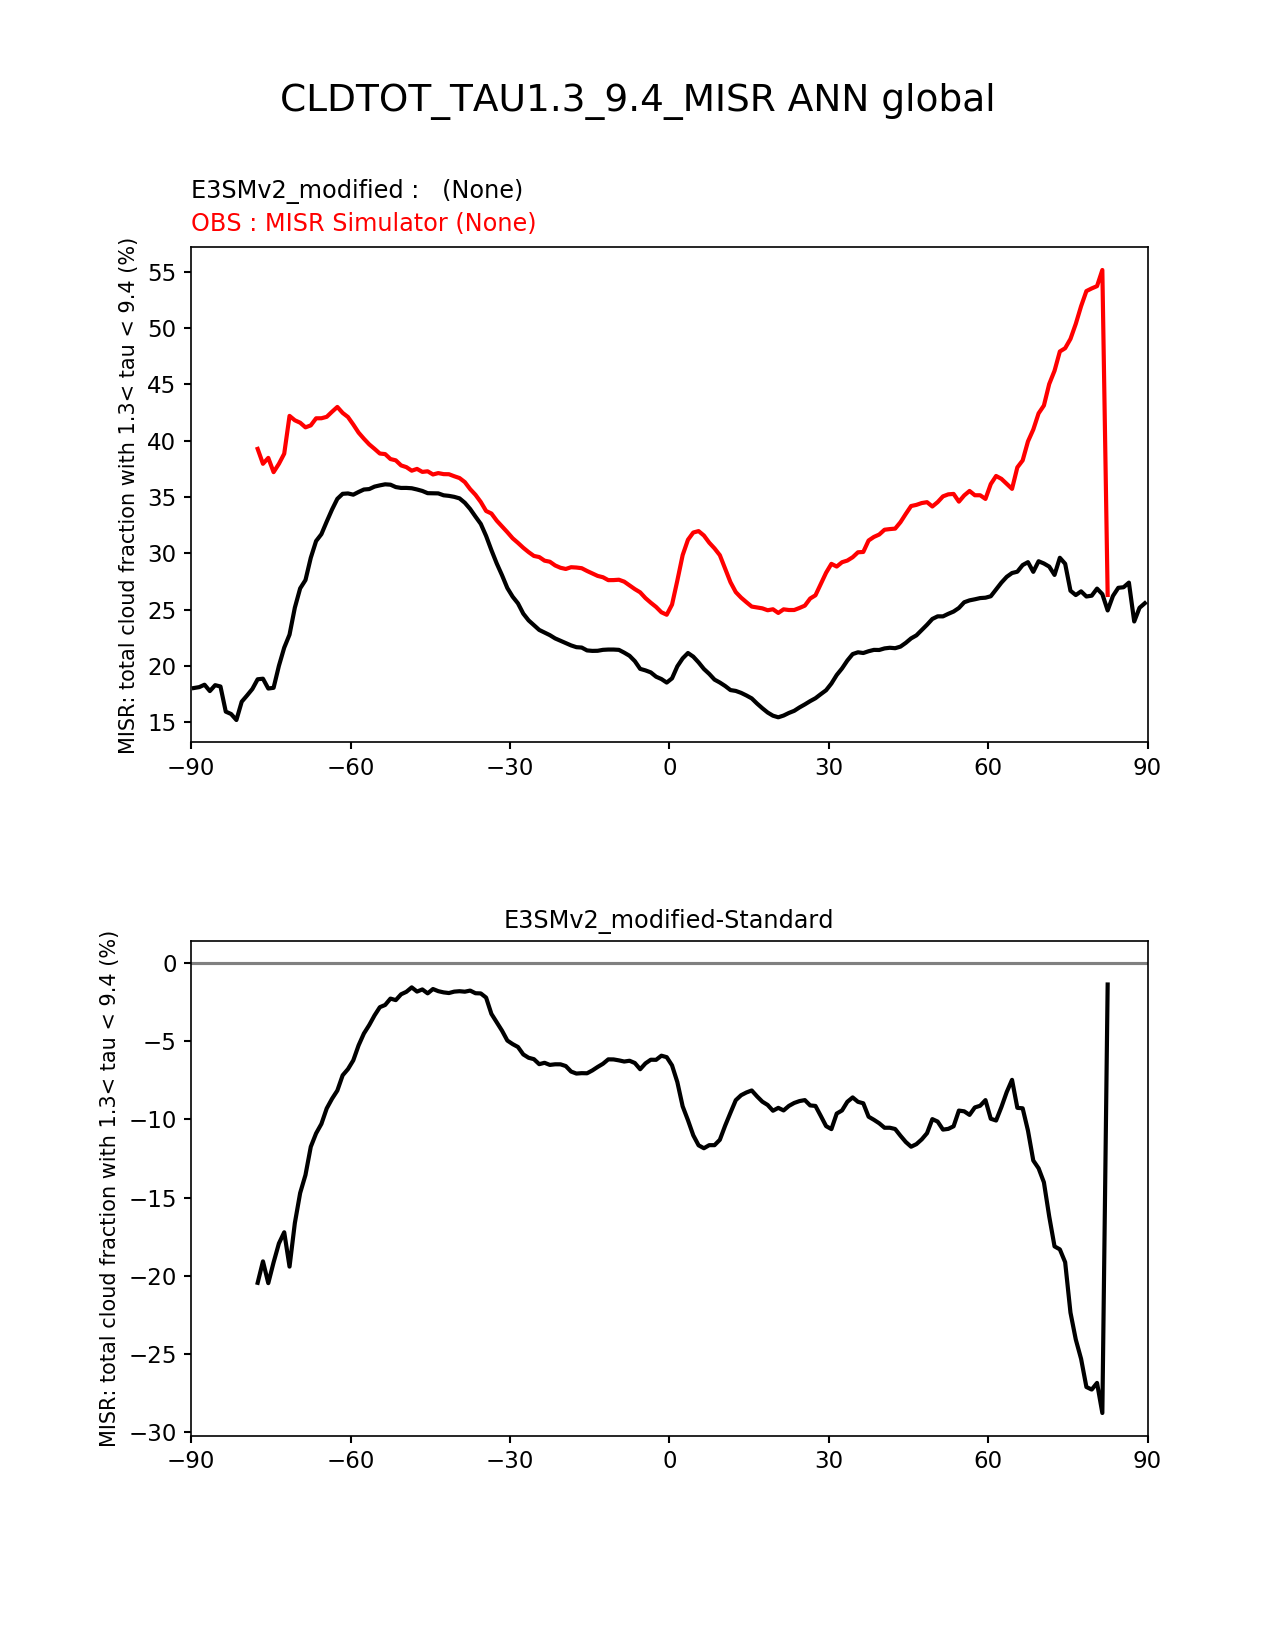 CLDTOT_TAU1.3_9.4_MISR ANN global
E3SMv2_modified :   (None)
OBS : MISR Simulator (None)
MISR: total cloud fraction with 1.3< tau < 9.4 (%)
55
50
45
40
35
30
25
20
15
−90 −60 −30 0 30 60 90
E3SMv2_modified-Standard
MISR: total cloud fraction with 1.3< tau < 9.4 (%)
0
−5
−10
−15
−20
−25
−30
−90 −60 −30 0 30 60 90